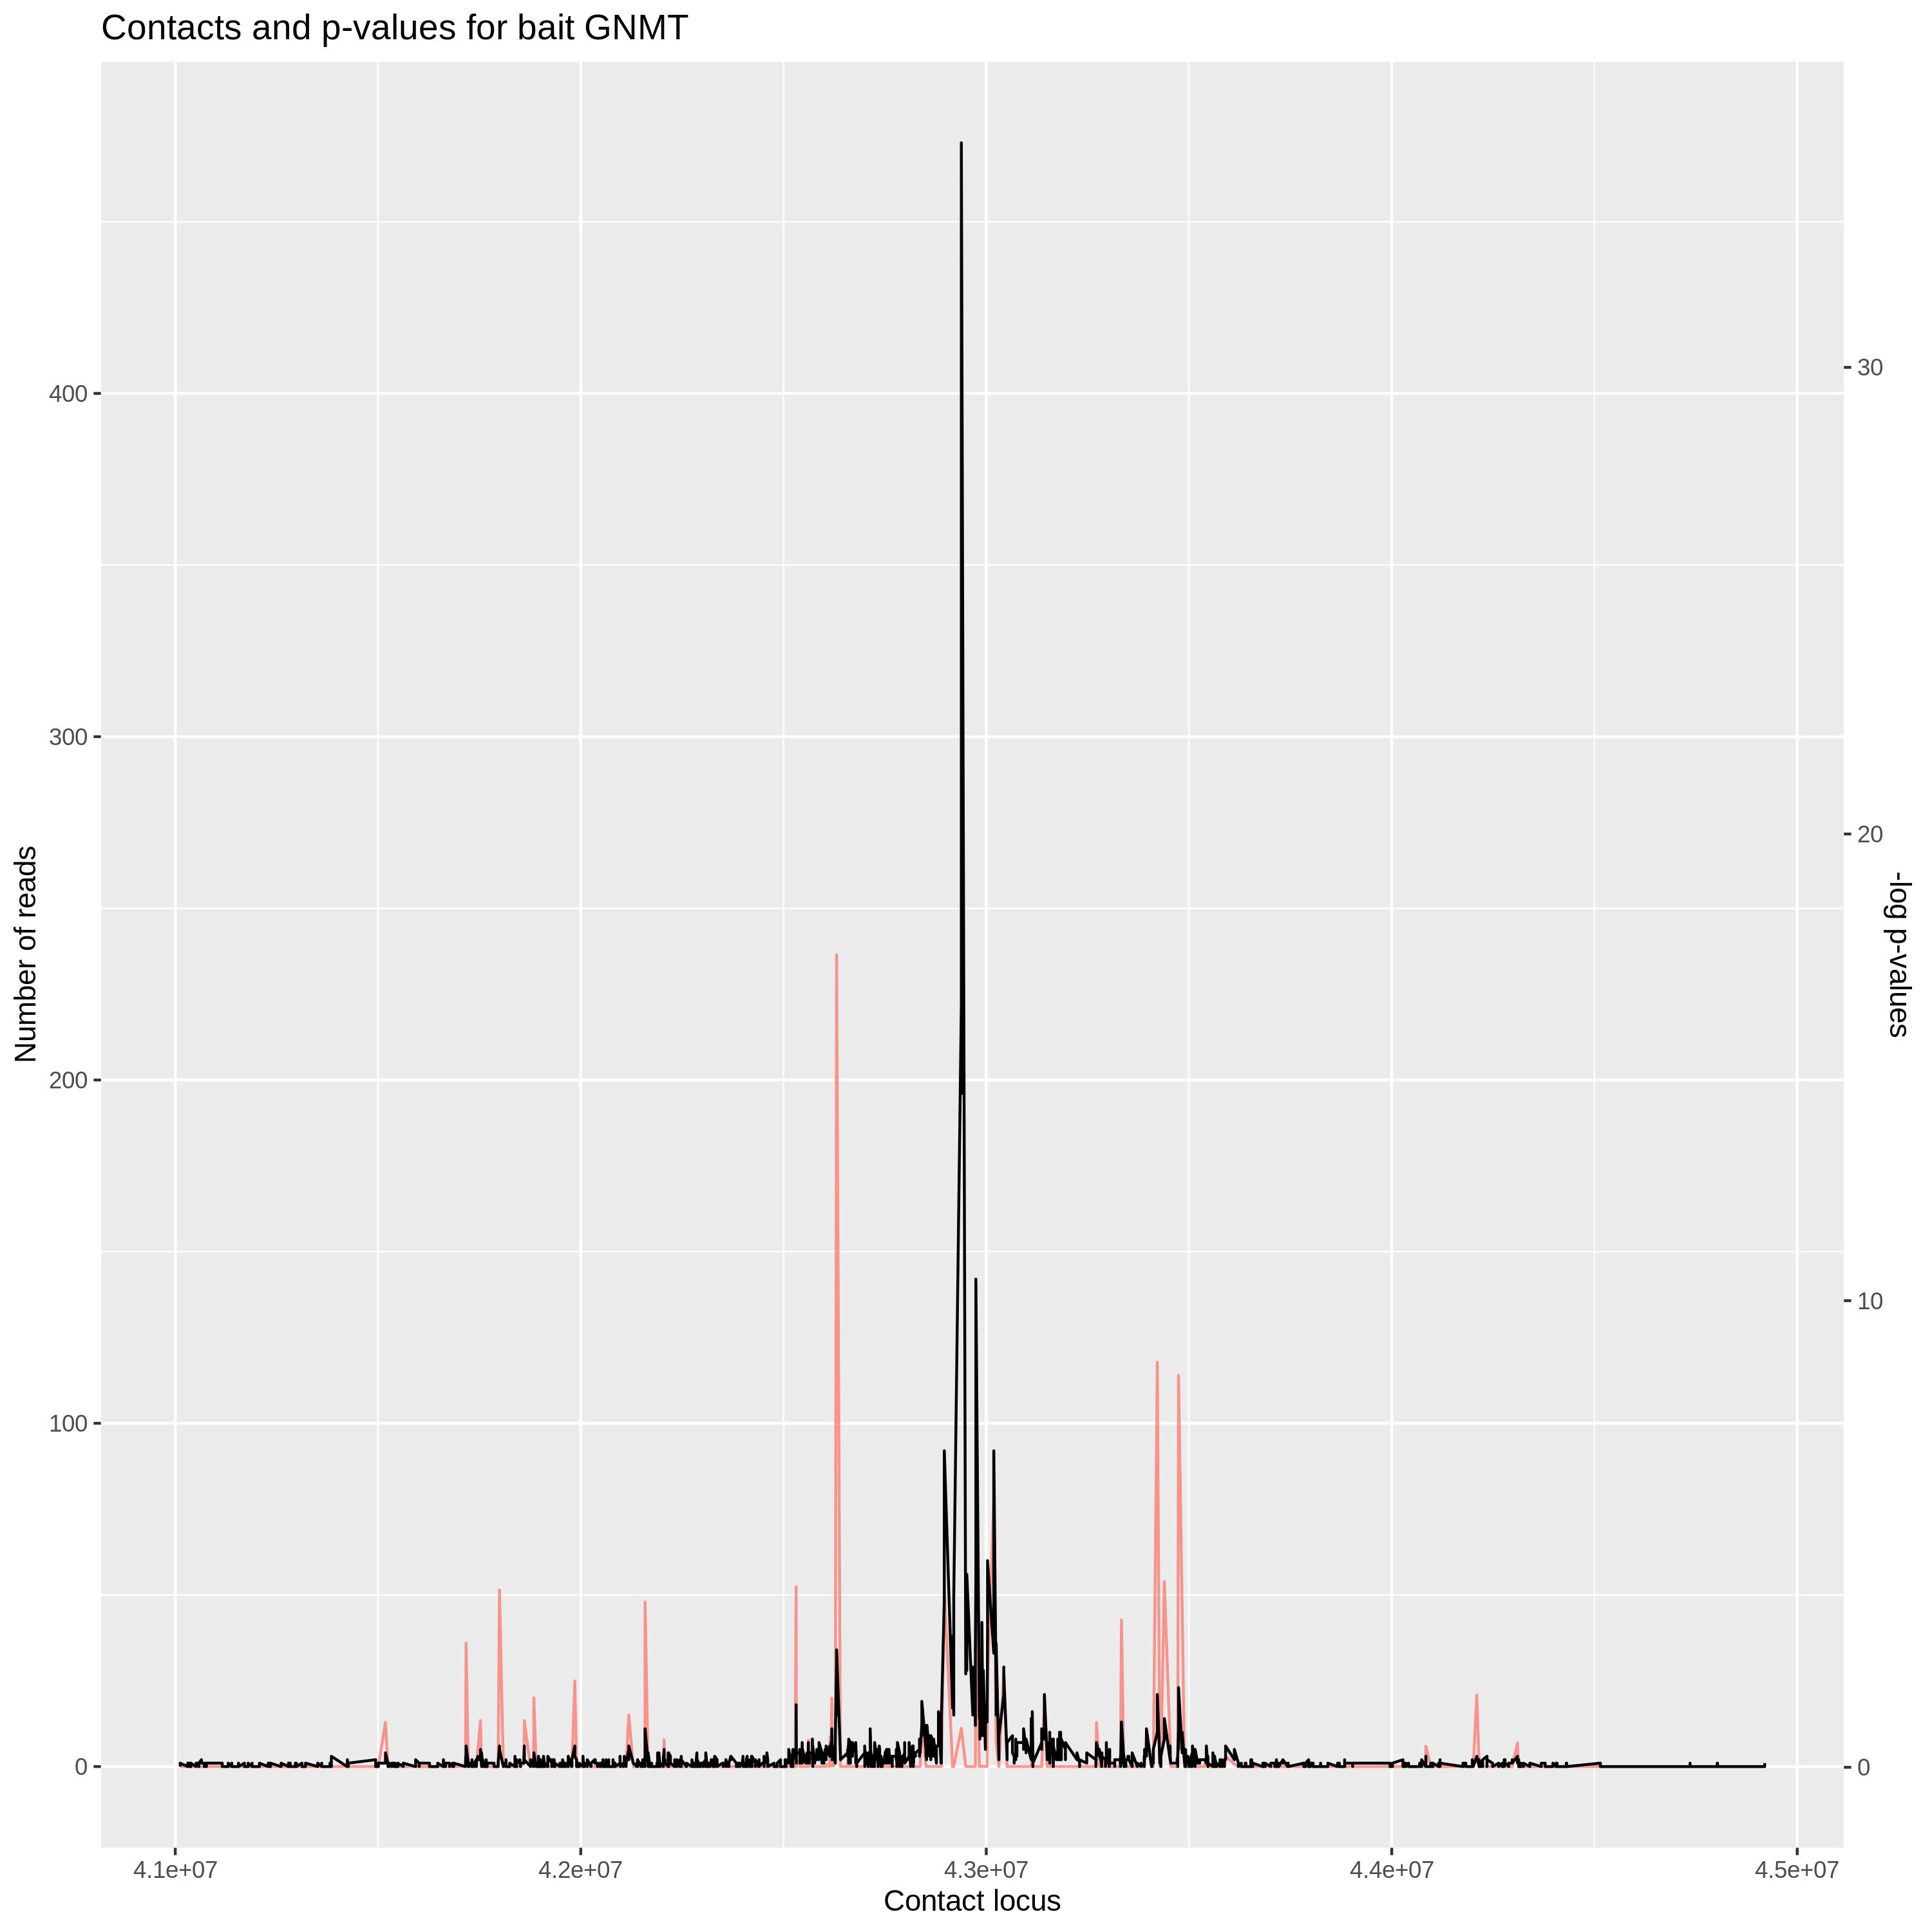 Contacts and p-values for bait GNMT
Number of reads
400
300
200
100
0
30
20
10
0
-log p-values
4.1e+07
4.2e+07
4.3e+07
4.4e+07
4.5e+07
Contact locus